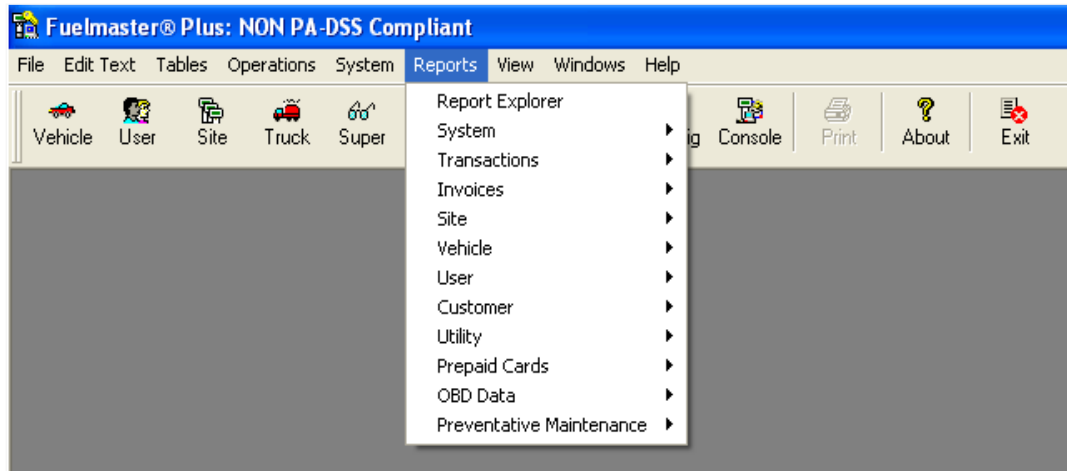 Fuelmaster® Plus: NON PA-DSS Compliant
File Edit Text Tables Operations System Reports View Windows Help
Vehicle User Site Truck Super ig Console Print About Exit
Report Explorer
System
Transactions
Invoices
Site
Vehicle
User
Customer
Utility
Prepaid Cards
OBD Data
Preventative Maintenance